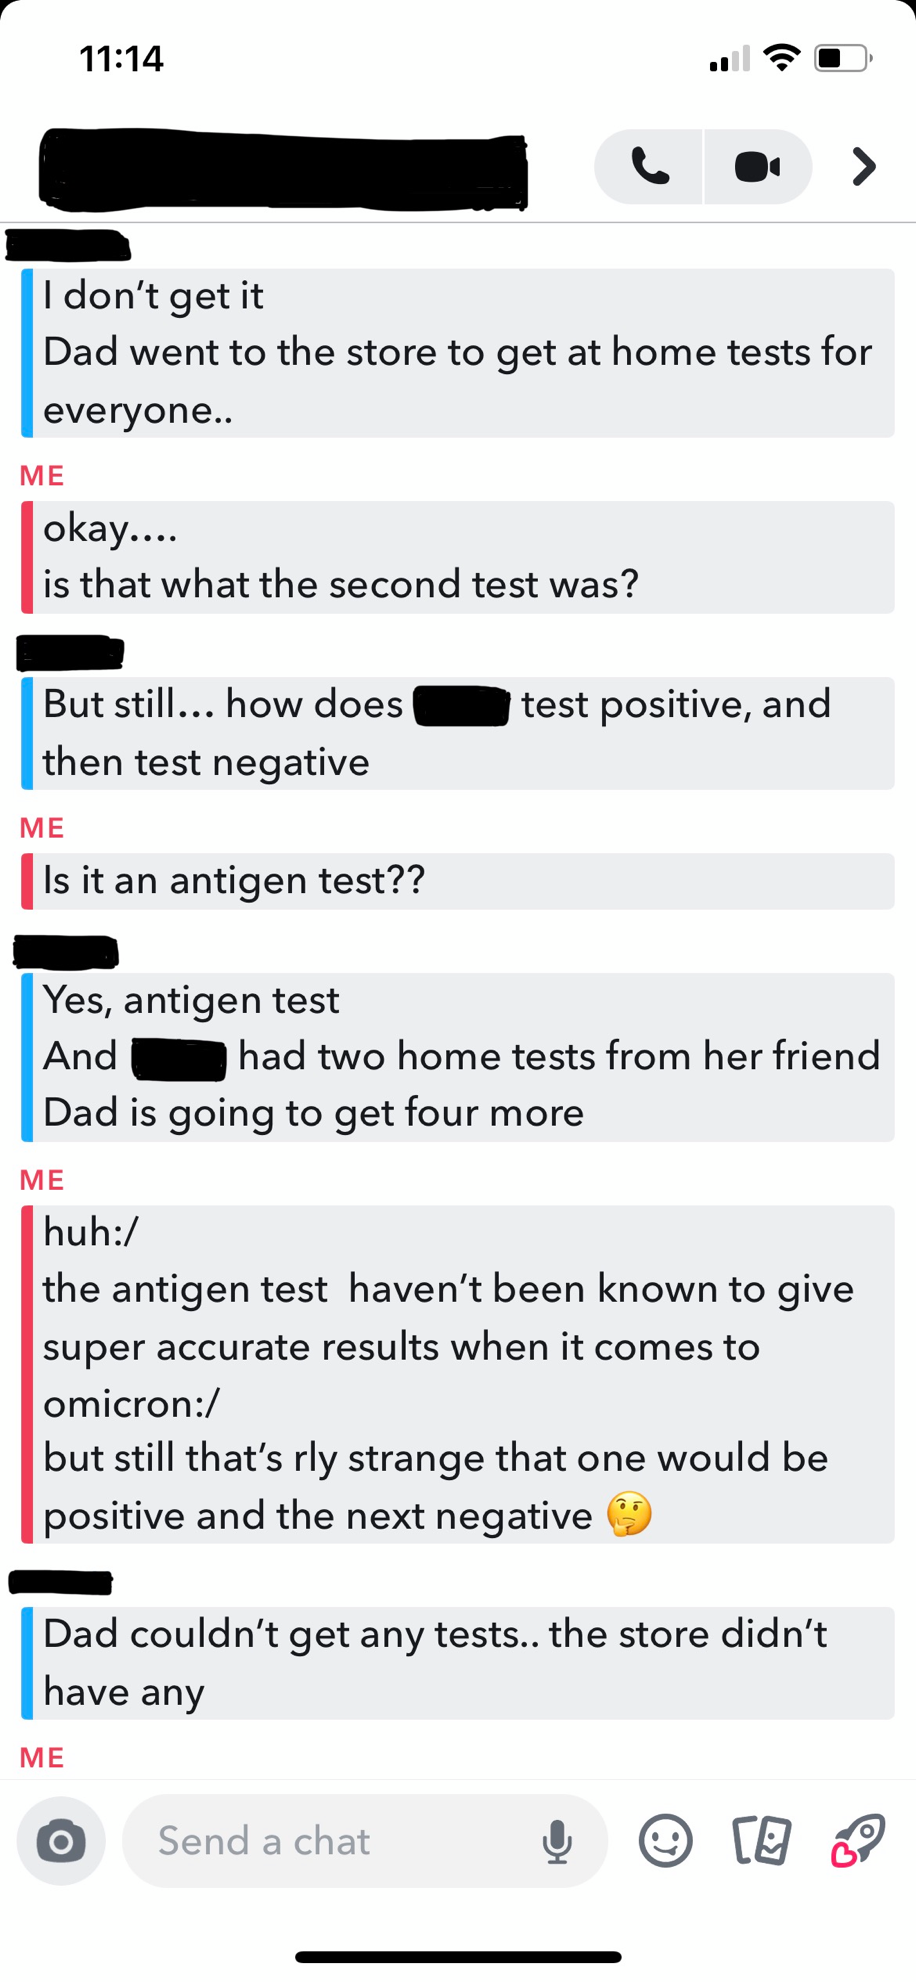 11:14
I don't get it
Dad went to the store to get at home tests for
everyone..
ME
okay....
is that what the second test was?
But still... how does test positive, and
then test negative
ME
Is it an antigen test??
Yes, antigen test
And had two home tests from her friend
Dad is going to get four more
ME
huh:/
the antigen test  haven't been known to give
super accurate results when it comes to
omicron:/
but still that's rly strange that one would be
positive and the next negative 🤔
Dad couldn't get any tests.. the store didn't
have any
ME
Send a chat